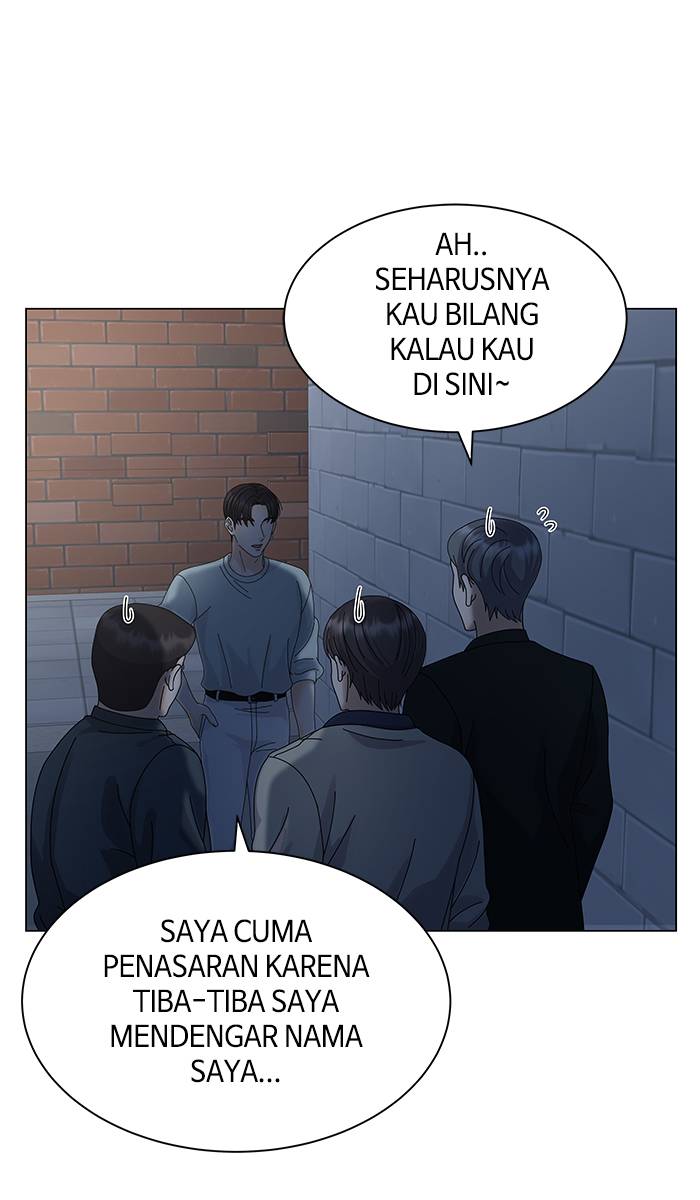 AH..
SEHARUSNYA
KAU BILANG
KALAU KAU
DI SINI~
SAYA CUMA
PENASARAN KARENA
TIBA-TIBA SAYA
MENDENGAR NAMA
SAYA...